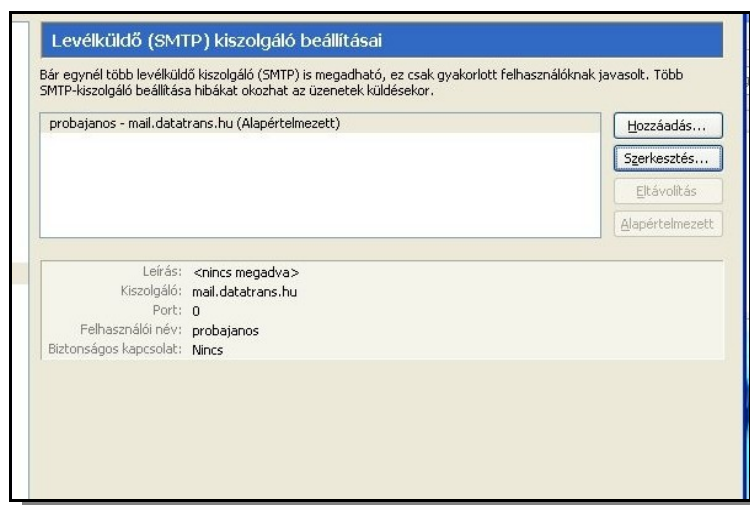 Levélküldő (SMTP) kiszolgáló beállításai
Bár egynél több levélküldő kiszolgáló (SMTP) is megadható, ez csak gyakorlott felhasználóknak javasolt. Több
SMTP-kiszolgáló beállítása hibákat okozhat az üzenetek küldésekor.
probajanos - mail.datatrans.hu (Alapértelmezett)
Hozzáadás...
Szerkesztés...
Eltávolítás
Alapértelmezett
Leírás: <nincs megadva>
Kiszolgáló: mail.datatrans.hu
Port: 0
Felhasználói név: probajanos
Biztonságos kapcsolat: Nincs